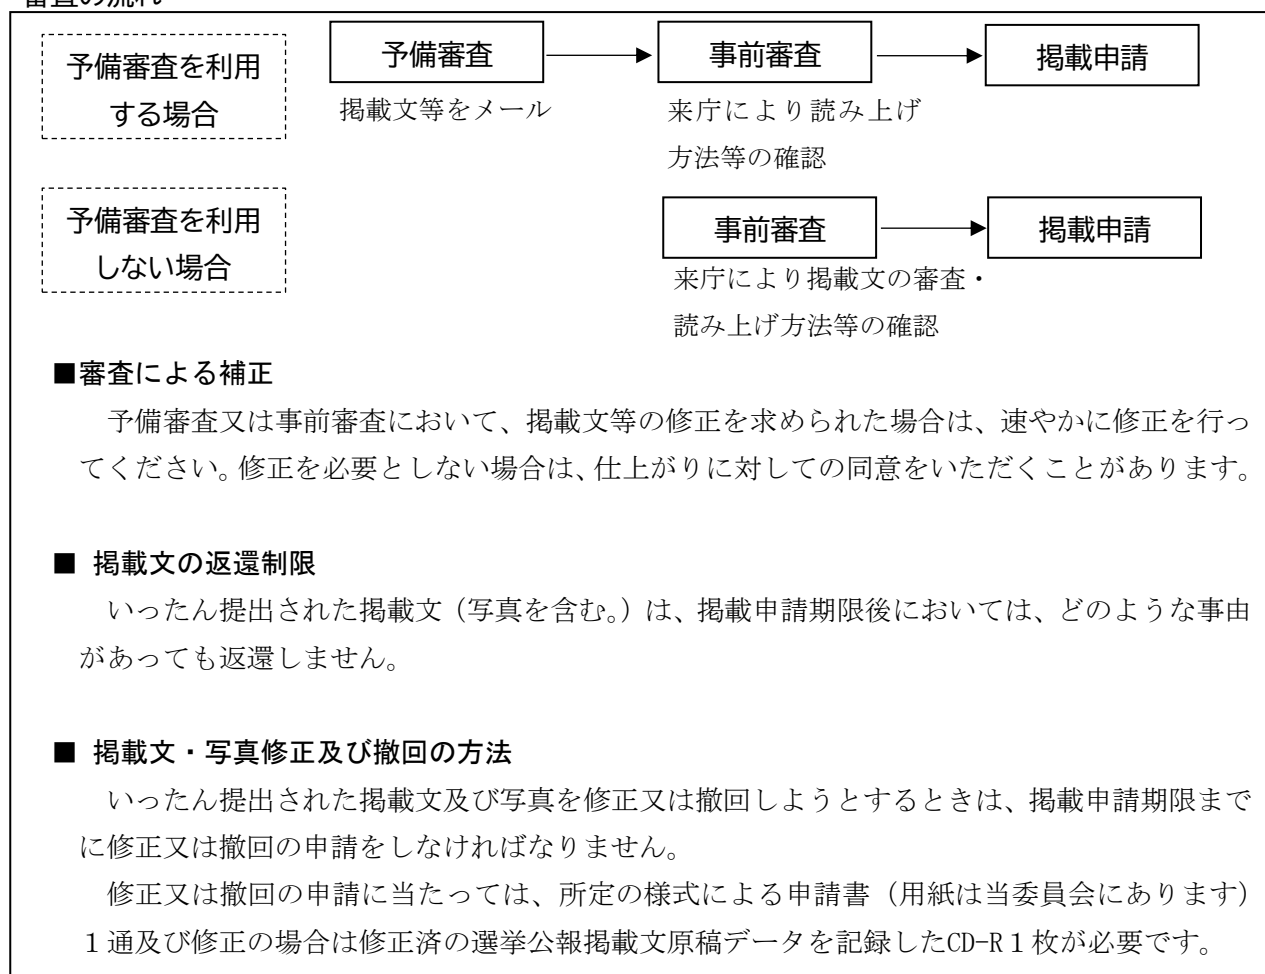 審査の流れ
予備審査を利用
する場合
予備審査
事前審査
掲載申請
掲載文等をメール
来庁により読み上げ
方法等の確認
予備審査を利用
しない場合
事前審査
掲載申請
来庁により掲載文の審査・
読み上げ方法等の確認
■審査による補正
予備審査又は事前審査において、掲載文等の修正を求められた場合は、速やかに修正を行っ
てください。修正を必要としない場合は、仕上がりに対しての同意をいただくことがあります。
■ 掲載文の返還制限
いったん提出された掲載文（写真を含む。）は、掲載申請期限後においては、どのような事由
があっても返還しません。
■ 掲載文・写真修正及び撤回の方法
いったん提出された掲載文及び写真を修正又は撤回しようとするときは、掲載申請期限まで
に修正又は撤回の申請をしなければなりません。
修正又は撤回の申請に当たっては、所定の様式による申請書（用紙は当委員会にあります）
１通及び修正の場合は修正済の選挙公報掲載文原稿データを記録したCD-R１枚が必要です。